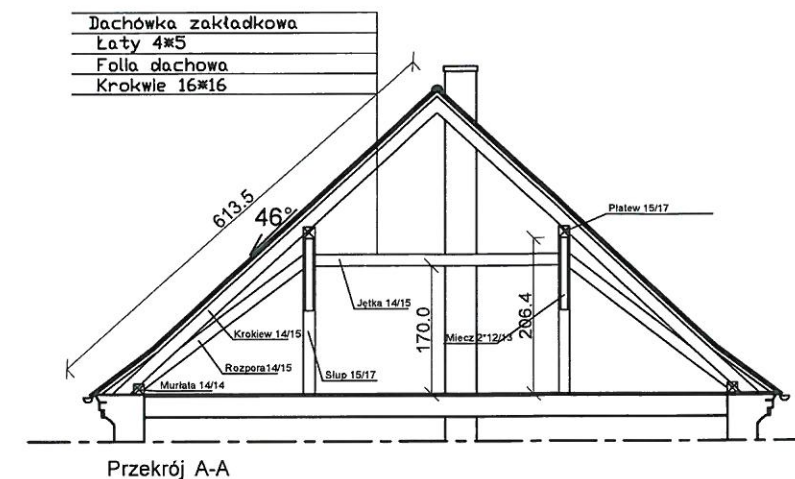 Dachówka zakładkowa
Łaty 4*5
Folia dachowa
Krokwie 16*16
613.5
46°
Płatew 15/17
Jętka 14/15
170.0
206.4
Miecz 2*12/13
Krokiew 14/15
Rozpora14/15
Słup 15/17
Murłata 14/14
Przekrój A-A